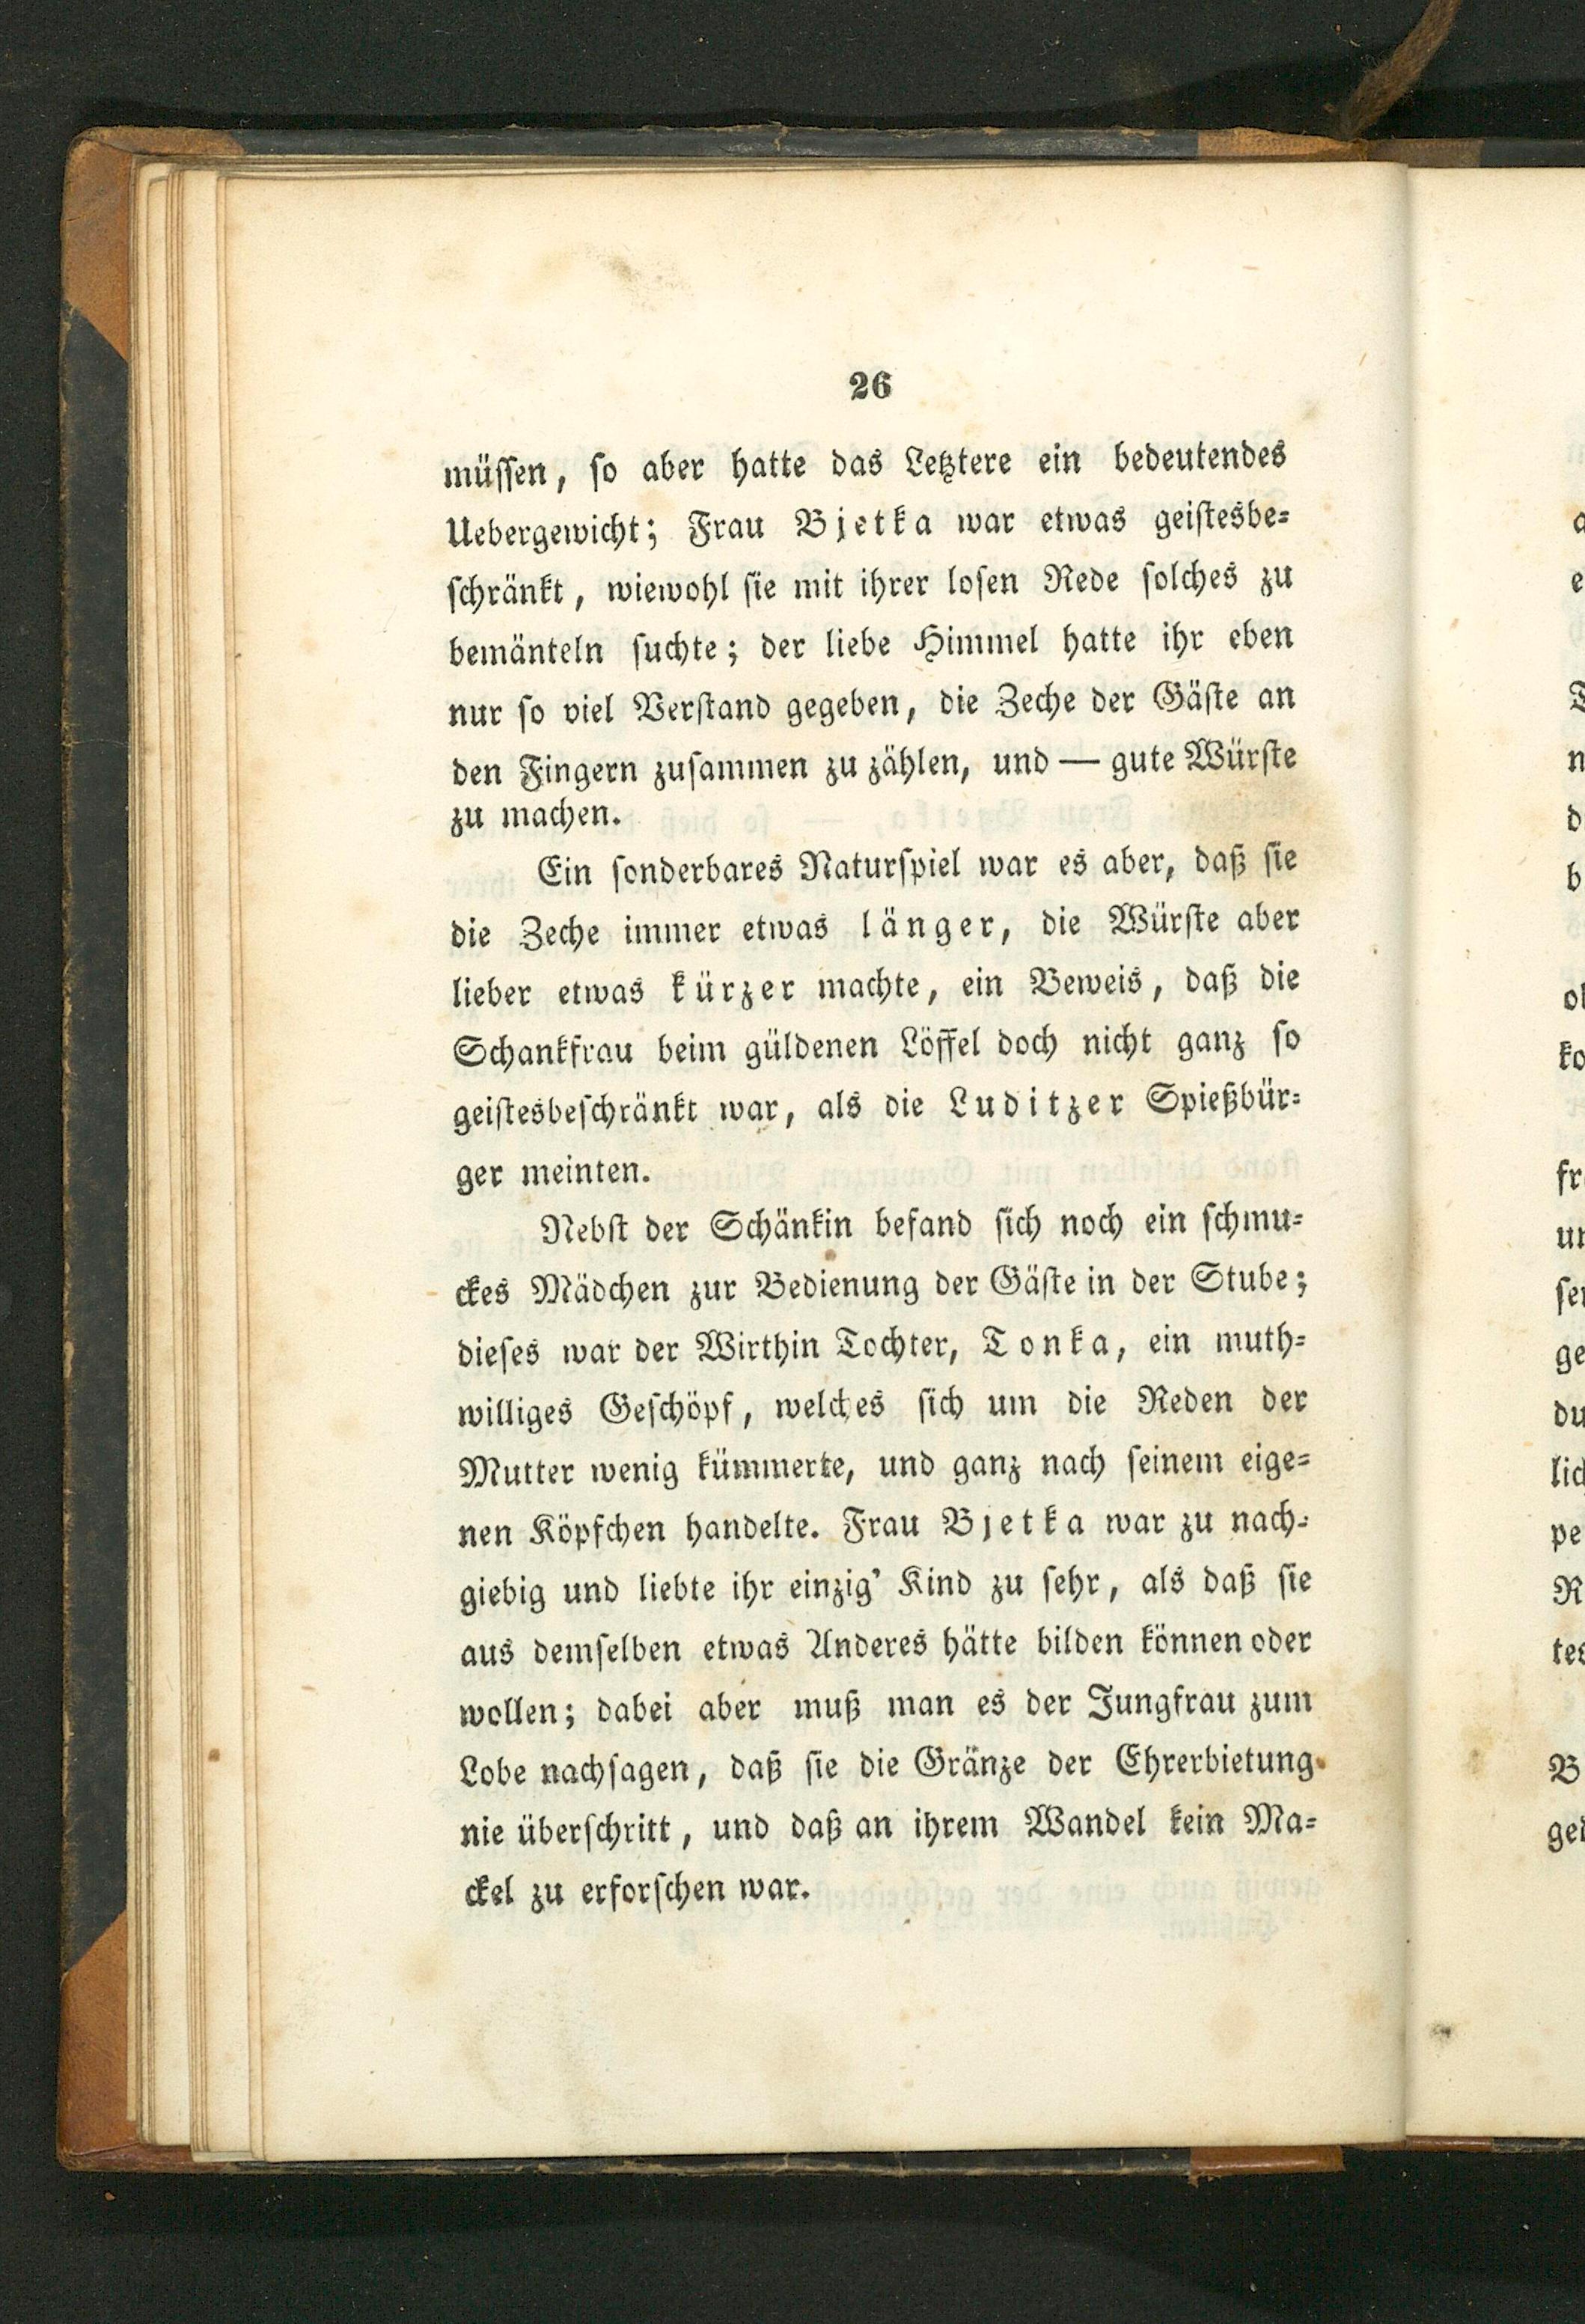 26
müssen, so aber hatte das Letztere ein bedeutendes
Uebergewicht; Frau Bjetka war etwas geistesbe-
schränkt, wiewohl sie mit ihrer losen Rede solches zu
bemänteln suchte; der liebe Himmel hatte ihr eben
nur so viel Verstand gegeben, die Zeche der Gäste an
den Fingern zusammen zu zählen, und — gute Würste
zu machen.
Ein sonderbares Naturspiel war es aber, daß sie
die Zeche immer etwas länger, die Würste aber
lieber etwas kürzer machte, ein Beweis, daß die
Schankfrau beim güldenen Löffel doch nicht ganz so
geistesbeschränkt war, als die Luditzer Spießbür-
ger meinten.
Nebst der Schänkin befand sich noch ein schmu-
ckes Mädchen zur Bedienung der Gäste in der Stube;
dieses war der Wirthin Tochter, Tonka, ein muth-
williges Geschöpf, welches sich um die Reden der
Mutter wenig kümmerte, und ganz nach seinem eige-
nen Köpfchen handelte. Frau Bjetka war zu nach-
giebig und liebte ihr einzig' Kind zu sehr, als daß sie
aus demselben etwas Anderes hätte bilden können oder
wollen; dabei aber muß man es der Jungfrau zum
Lobe nachsagen, daß sie die Gränze der Ehrerbietung
nie überschritt, und daß an ihrem Wandel kein Ma-
ckel zu erforschen war.